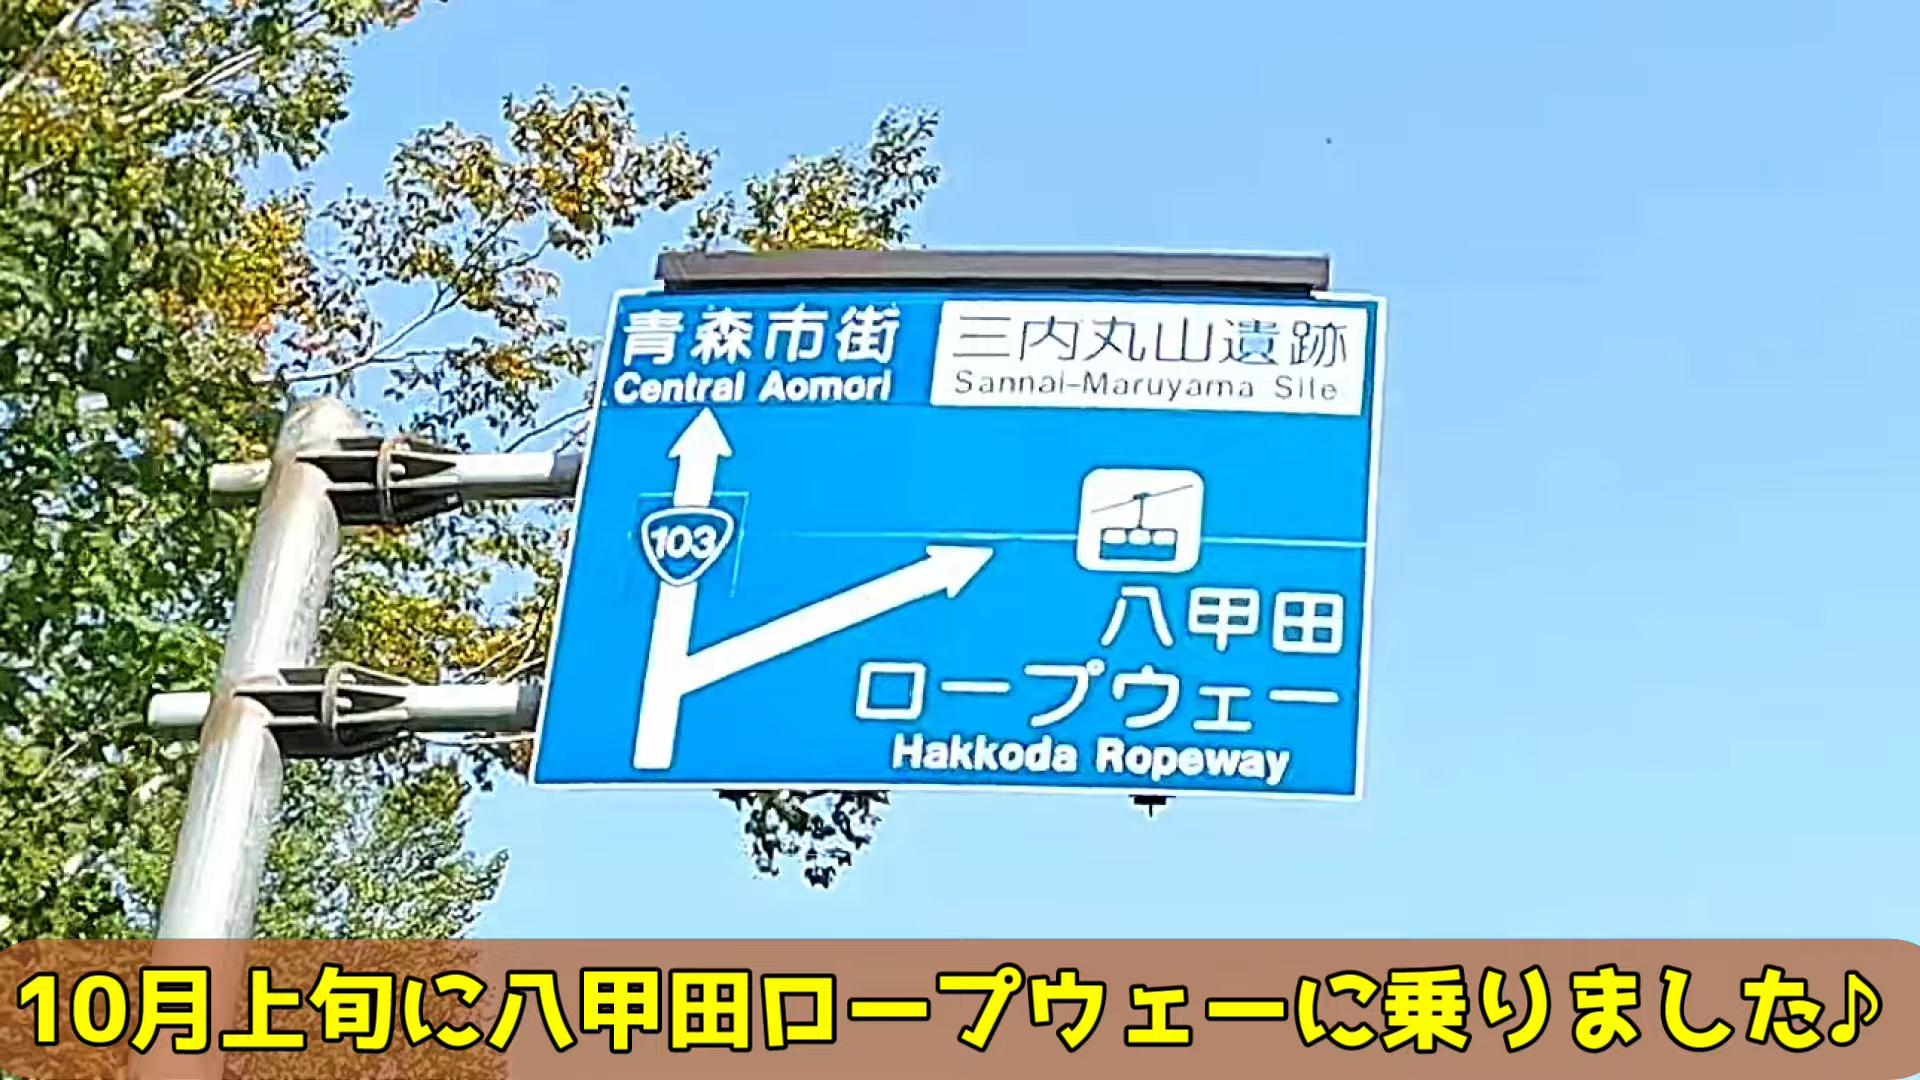 青森市街
Central Aomori
三内丸山遺跡
Sannai-Maruyama Site
103
八甲田
ロープウェー
Hakkoda Ropeway
10月上旬に八甲田ロープウェーに乗りました♪